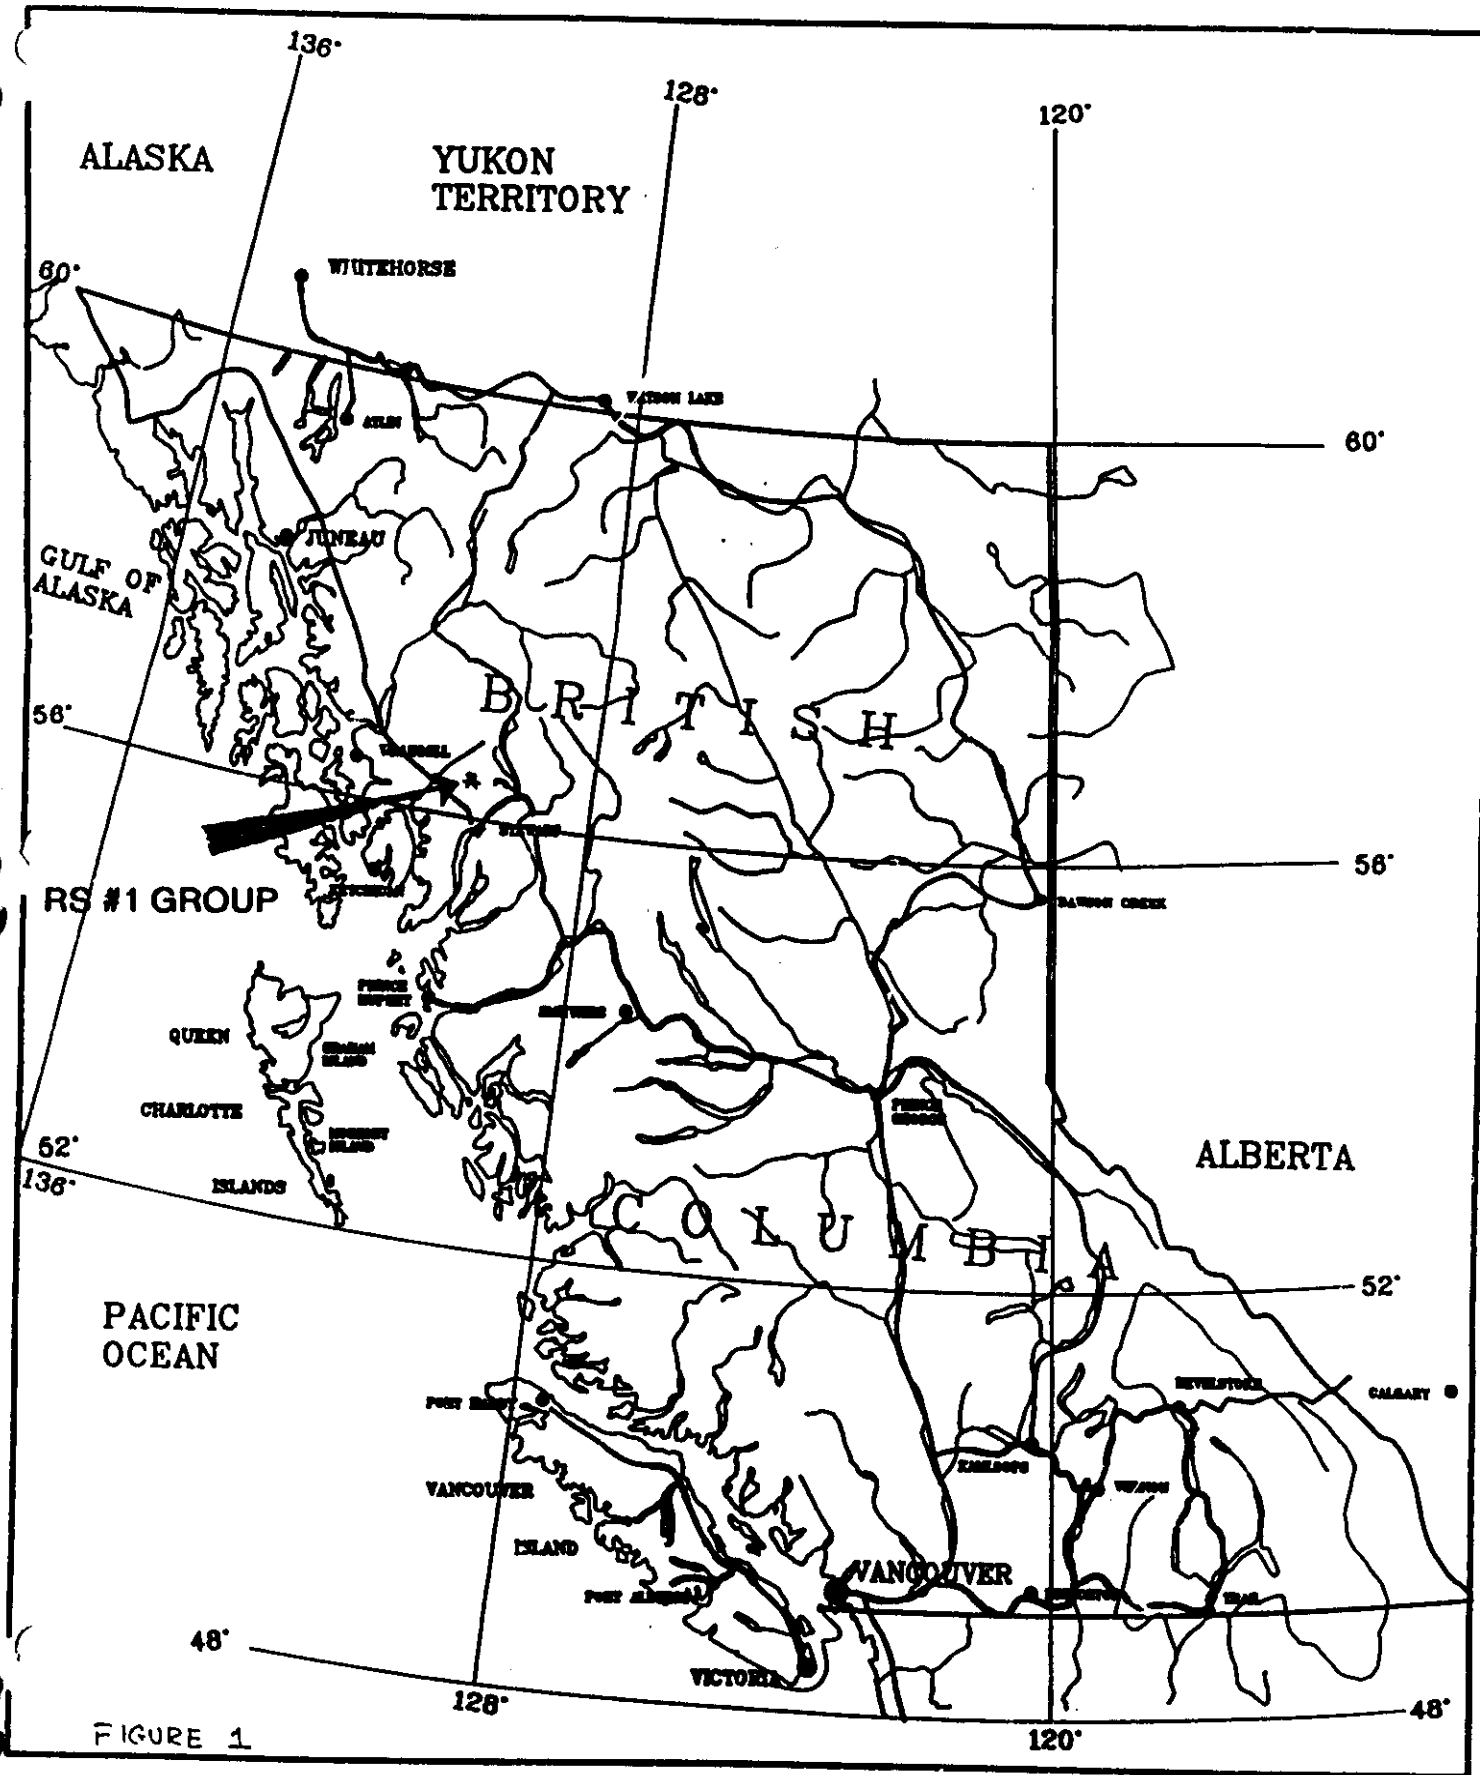 136°
128°
120°
ALASKA
YUKON
TERRITORY
60°
WHITEHORSE
WATSON LAKE
ATLIN
60°
JUNEAU
GULF OF
ALASKA
BRITISH
56°
WRANGELL
*
STEWART
56°
RS #1 GROUP
KETCHIKAN
DAWSON CREEK
PRINCE
RUPERT
SMITHERS
QUEEN
GRAHAM
ISLAND
CHARLOTTE
PRINCE
GEORGE
MORESBY
ISLAND
52°
136°
ISLANDS
ALBERTA
COLUMBIA
52°
PACIFIC
OCEAN
REVELSTOKE
CALGARY
PORT HARDY
KAMLOOPS
VANCOUVER
VERNON
ISLAND
VANCOUVER
PORT ALBERNI
PENTICTON
TRAIL
48°
VICTORIA
128°
48°
120°
FIGURE 1